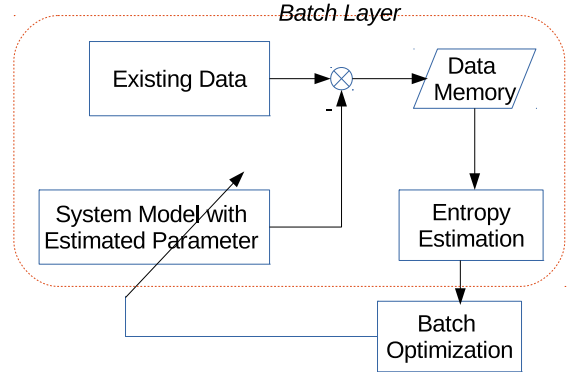 Batch Layer
Existing Data
Data
Memory
-
System Model with
Estimated Parameter
Entropy
Estimation
Batch
Optimization